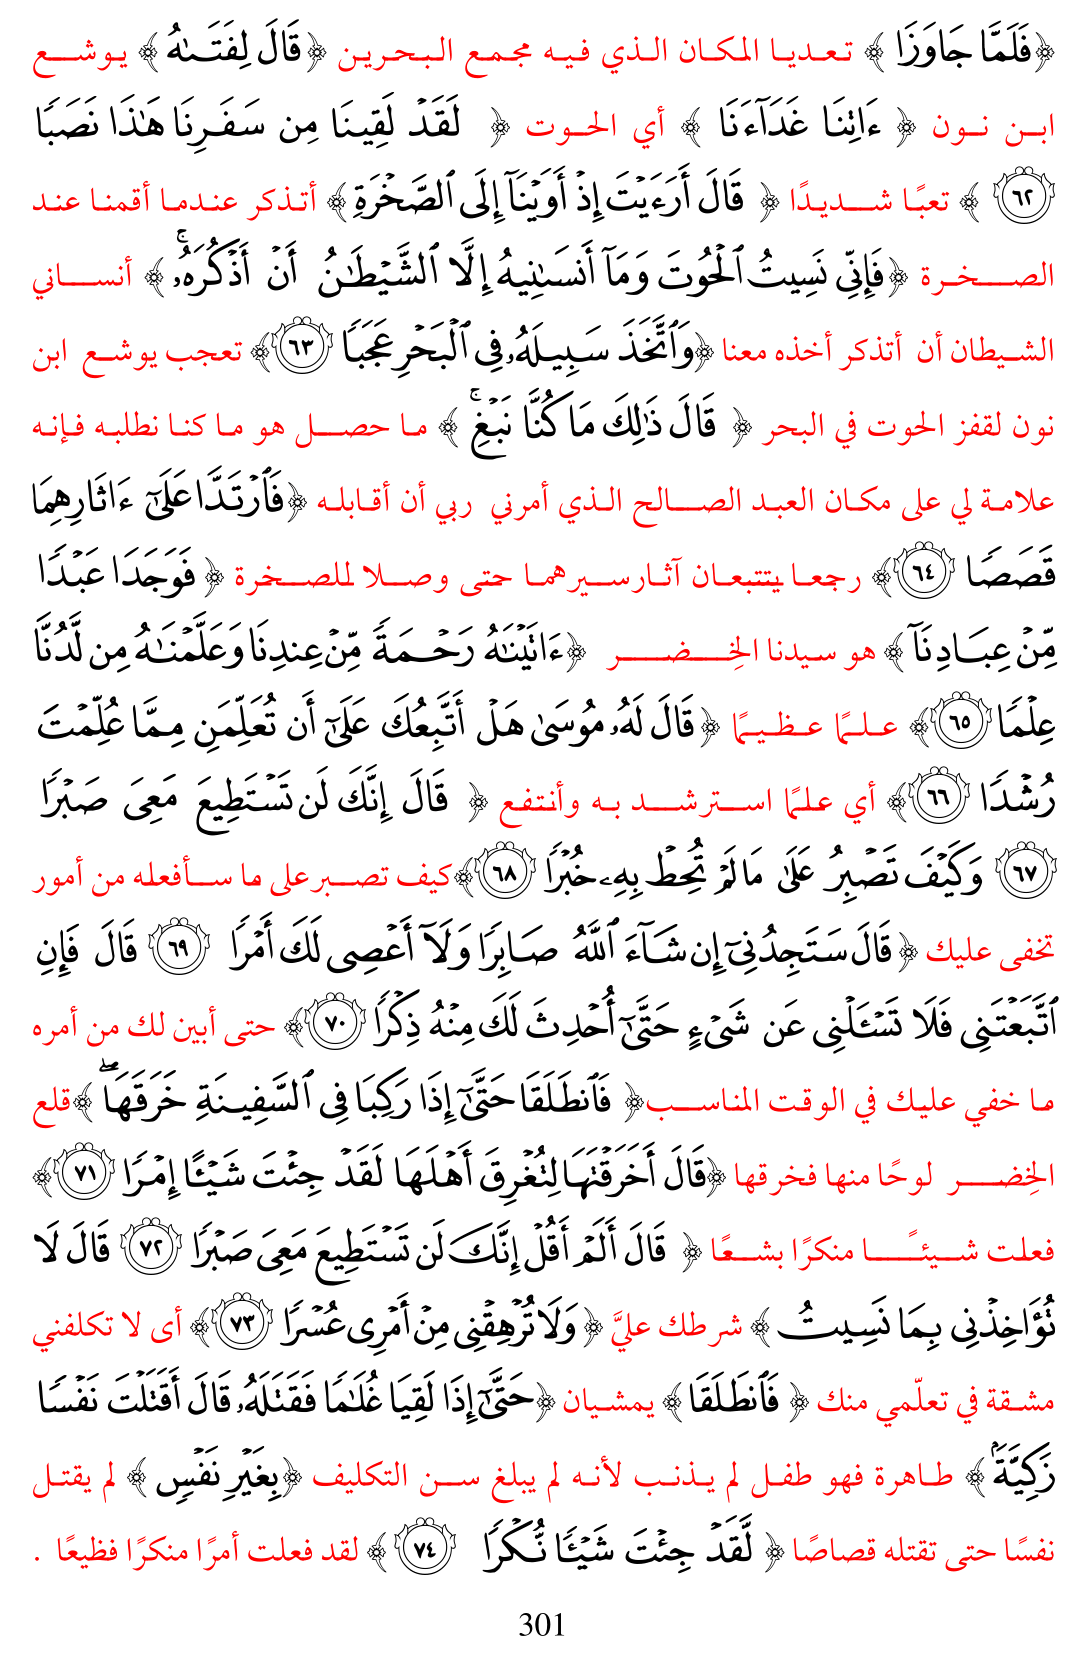 ﴿فَلَمَّا جَاوَزَا ﴾ تعديا المكان الذي فيه مجمع البحرين ﴿قَالَ لِفَتَىٰهُ ﴾ يوشع
ابن نون ﴿ ءَاتِنَا غَدَآءَنَا ﴾ أي الحوت ﴿ لَقَدۡ لَقِينَا مِن سَفَرِنَا هَٰذَا نَصَبٗا
٦٢ ﴾ تعبًا شديدًا ﴿ قَالَ أَرَءَيۡتَ إِذۡ أَوَيۡنَآ إِلَى ٱلصَّخۡرَةِ ﴾ أتذكر عندما أقمنا عند
الصخرة ﴿فَإِنِّي نَسِيتُ ٱلۡحُوتَ وَمَآ أَنسَىٰنِيهُ إِلَّا ٱلشَّيۡطَٰنُ أَنۡ أَذۡكُرَهُۥۚ ﴾ أنساني
الشيطان أن أتذكر أخذه معنا ﴿وَٱتَّخَذَ سَبِيلَهُۥ فِي ٱلۡبَحۡرِ عَجَبٗا ٦٣﴾ تعجب يوشع ابن
نون لقفز الحوت في البحر ﴿ قَالَ ذَٰلِكَ مَا كُنَّا نَبۡغِۚ ﴾ ما حصل هو ما كنا نطلبه فإنه
علامة لي على مكان العبد الصالح الذي أمرني ربي أن أقابله ﴿فَٱرۡتَدَّا عَلَىٰٓ ءَاثَارِهِمَا
قَصَصٗا ٦٤﴾ رجعا يتتبعان آثار سيرهما حتى وصلا للصخرة ﴿ فَوَجَدَا عَبۡدٗا
مِّنۡ عِبَادِنَآ ﴾ هو سيدنا الخِضر ﴿ءَاتَيۡنَٰهُ رَحۡمَةٗ مِّنۡ عِندِنَا وَعَلَّمۡنَٰهُ مِن لَّدُنَّا
عِلۡمٗا ٦٥﴾ علمًا عظيمًا ﴿قَالَ لَهُۥ مُوسَىٰ هَلۡ أَتَّبِعُكَ عَلَىٰٓ أَن تُعَلِّمَنِ مِمَّا عُلِّمۡتَ
رُشۡدٗا ٦٦﴾ أي علمًا استرشد به وأنتفع ﴿ قَالَ إِنَّكَ لَن تَسۡتَطِيعَ مَعِيَ صَبۡرٗا
٦٧ وَكَيۡفَ تَصۡبِرُ عَلَىٰ مَا لَمۡ تُحِطۡ بِهِۦ خُبۡرٗا ٦٨﴾ كيف تصبر على ما سأفعله من أمور
تخفى عليك ﴿ قَالَ سَتَجِدُنِيٓ إِن شَآءَ ٱللَّهُ صَابِرٗا وَلَآ أَعۡصِي لَكَ أَمۡرٗا ٦٩ قَالَ فَإِنِ
ٱتَّبَعۡتَنِي فَلَا تَسۡـَٔلۡنِي عَن شَيۡءٍ حَتَّىٰٓ أُحۡدِثَ لَكَ مِنۡهُ ذِكۡرٗا ٧٠﴾ حتى أبين لك من أمره
ما خفي عليك في الوقت المناسب﴿ فَٱنطَلَقَا حَتَّىٰٓ إِذَا رَكِبَا فِي ٱلسَّفِينَةِ خَرَقَهَاۖ ﴾ قلع
الخِضر لوحًا منها فخرقها ﴿قَالَ أَخَرَقۡتَهَا لِتُغۡرِقَ أَهۡلَهَا لَقَدۡ جِئۡتَ شَيۡـًٔا إِمۡرٗا ٧١﴾
فعلت شيئًا منكرًا بشعًا ﴿ قَالَ أَلَمۡ أَقُلۡ إِنَّكَ لَن تَسۡتَطِيعَ مَعِيَ صَبۡرٗا ٧٢ قَالَ لَا
تُؤَاخِذۡنِي بِمَا نَسِيتُ ﴾ شرطك عليَّ ﴿ وَلَا تُرۡهِقۡنِي مِنۡ أَمۡرِي عُسۡرٗا ٧٣﴾ أى لا تكلفني
مشقة في تعلّمي منك ﴿ فَٱنطَلَقَا ﴾ يمشيان ﴿حَتَّىٰٓ إِذَا لَقِيَا غُلَٰمٗا فَقَتَلَهُۥ قَالَ أَقَتَلۡتَ نَفۡسٗا
زَكِيَّةَۢ ﴾ طاهرة فهو طفل لم يذنب لأنه لم يبلغ سن التكليف ﴿بِغَيۡرِ نَفۡسٖ ﴾ لم يقتل
نفسًا حتى تقتله قصاصًا ﴿ لَّقَدۡ جِئۡتَ شَيۡـٔٗا نُّكۡرٗا ٧٤ ﴾ لقد فعلت أمرًا منكرًا فظيعًا .
301